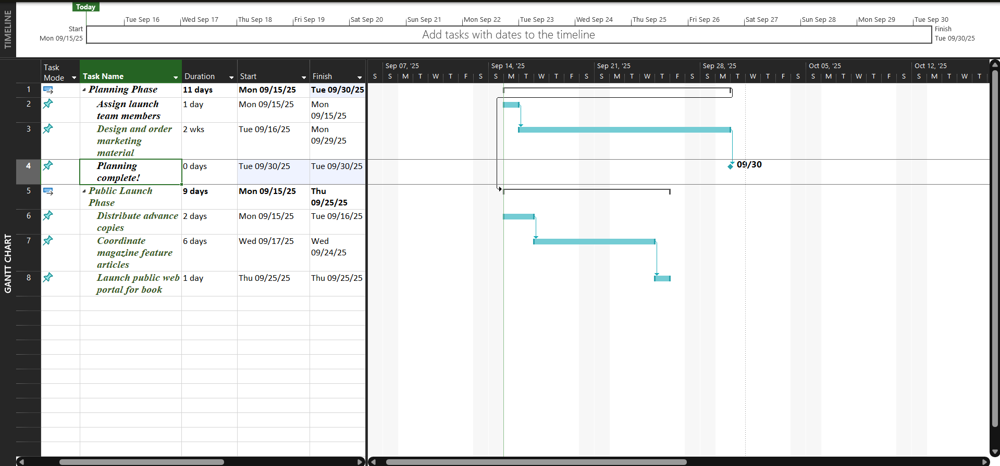 Today
TIMELINE
Tue Sep 16 Wed Sep 17 Thu Sep 18 Fri Sep 19 Sat Sep 20 Sun Sep 21 Mon Sep 22 Tue Sep 23 Wed Sep 24 Thu Sep 25 Fri Sep 26 Sat Sep 27 Sun Sep 28 Mon Sep 29 Tue Sep 30
Start
Mon 09/15/25
Add tasks with dates to the timeline
Finish
Tue 09/30/25
GANTT CHART
Task
Mode
Task Name
Duration
Start
Finish
Sep 07, '25 Sep 14, '25 Sep 21, '25 Sep 28, '25 Oct 05, '25 Oct 12, '25
S S M T W T F S S M T W T F S S M T W T F S S M T W T F S S M T W T F S S M T W T
1 Planning Phase 11 days Mon 09/15/25 Tue 09/30/25
2 Assign launch 1 day Mon 09/15/25 Mon
team members 09/15/25
3 Design and order 2 wks Tue 09/16/25 Mon
marketing 09/29/25
material
4 Planning 0 days Tue 09/30/25 Tue 09/30/25 09/30
complete!
5 Public Launch 9 days Mon 09/15/25 Thu
Phase 09/25/25
6 Distribute advance 2 days Mon 09/15/25 Tue 09/16/25
copies
7 Coordinate 6 days Wed 09/17/25 Wed
magazine feature 09/24/25
articles
8 Launch public web 1 day Thu 09/25/25 Thu 09/25/25
portal for book